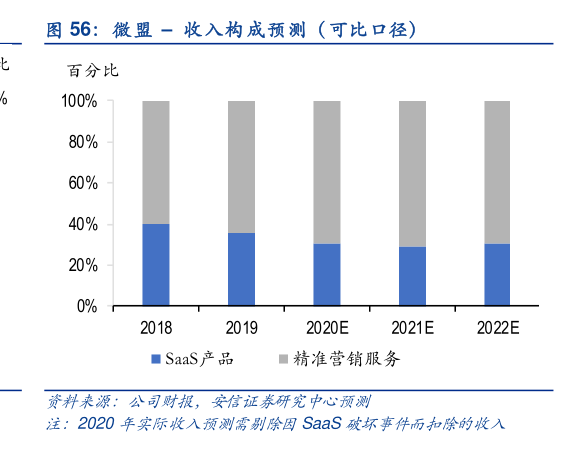 图 56：微盟 – 收入构成预测（可比口径）
比
%
百分比
100%
80%
60%
40%
20%
0%
2018 2019 2020E 2021E 2022E
SaaS产品 精准营销服务
资料来源：公司财报，安信证券研究中心预测
注：2020 年实际收入预测需剔除因 SaaS 破坏事件而扣除的收入